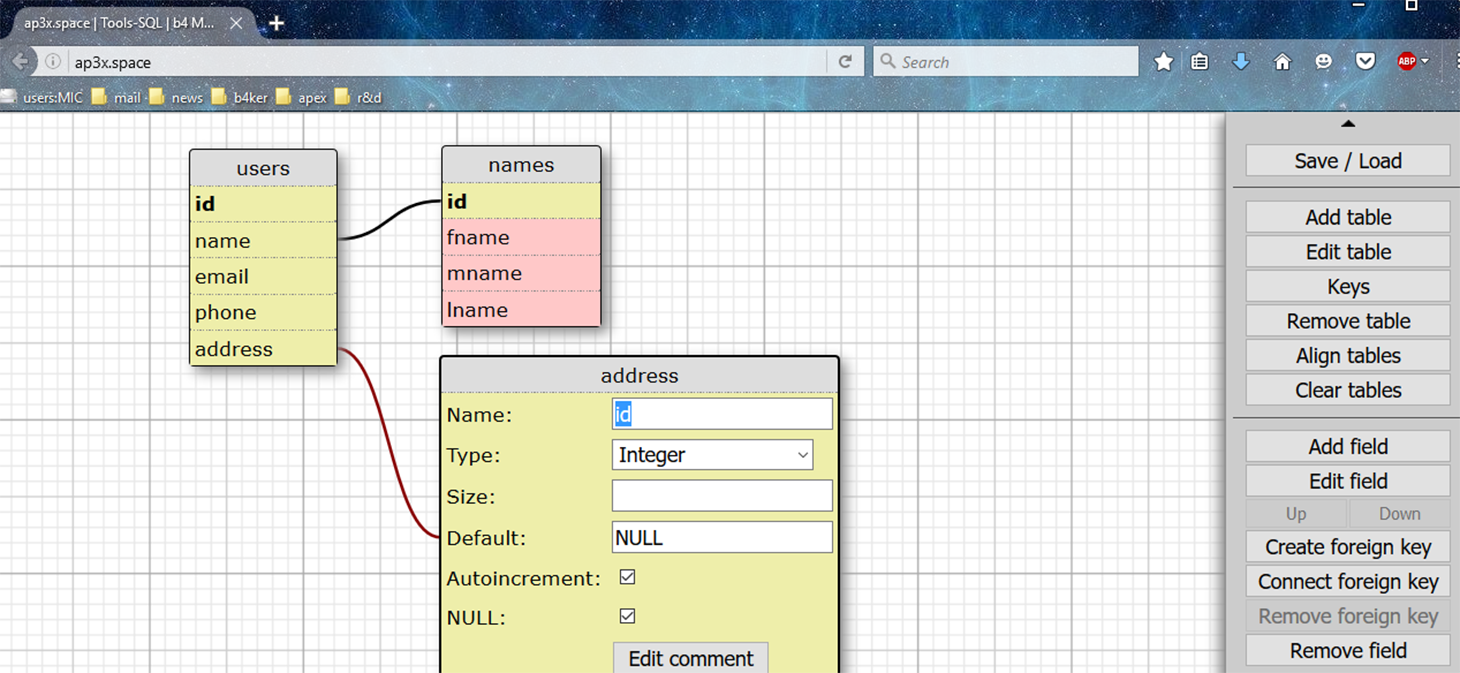 ap3x.space | Tools-SQL | b4 M...
ap3x.space
Search
ABP
users:MIC mail news b4ker apex r&d
users
id
name
email
phone
address
names
id
fname
mname
lname
address
Name: id
Type: Integer
Size:
Default: NULL
Autoincrement:
NULL:
Edit comment
Save / Load
Add table
Edit table
Keys
Remove table
Align tables
Clear tables
Add field
Edit field
Up Down
Create foreign key
Connect foreign key
Remove foreign key
Remove field